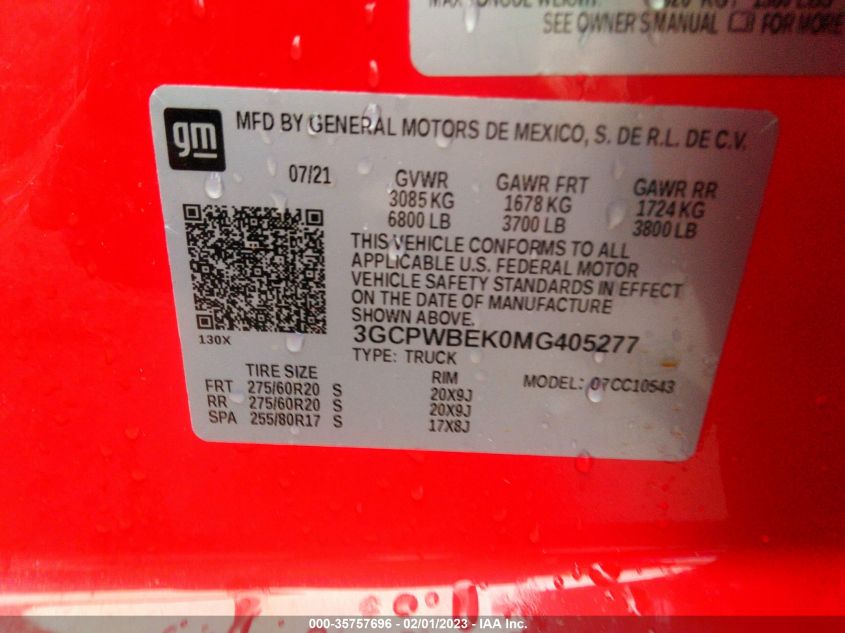 SEE OWNER'S MANUAL FOR MORE
gm
MFD BY GENERAL MOTORS DE MEXICO, S. DE R.L. DE C.V.
07/21
GVWR GAWR FRT GAWR RR
3085 KG 1678 KG 1724 KG
6800 LB 3700 LB 3800 LB
THIS VEHICLE CONFORMS TO ALL
APPLICABLE U.S. FEDERAL MOTOR
VEHICLE SAFETY STANDARDS IN EFFECT
ON THE DATE OF MANUFACTURE
SHOWN ABOVE.
130X
3GCPWBEK0MG405277
TYPE: TRUCK
TIRE SIZE RIM MODEL: 07CC10543
FRT 275/60R20 S 20X9J
RR 275/60R20 S 20X9J
SPA 255/80R17 S 17X8J
000-35757696 - 02/01/2023 - IAA Inc.